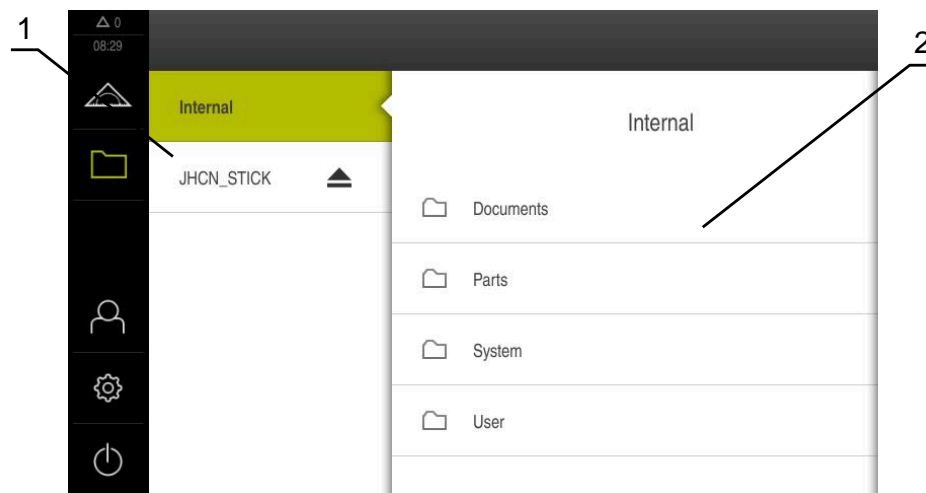 1
0
08:29
2
Internal
JHCN_STICK
Internal
Documents
Parts
System
User